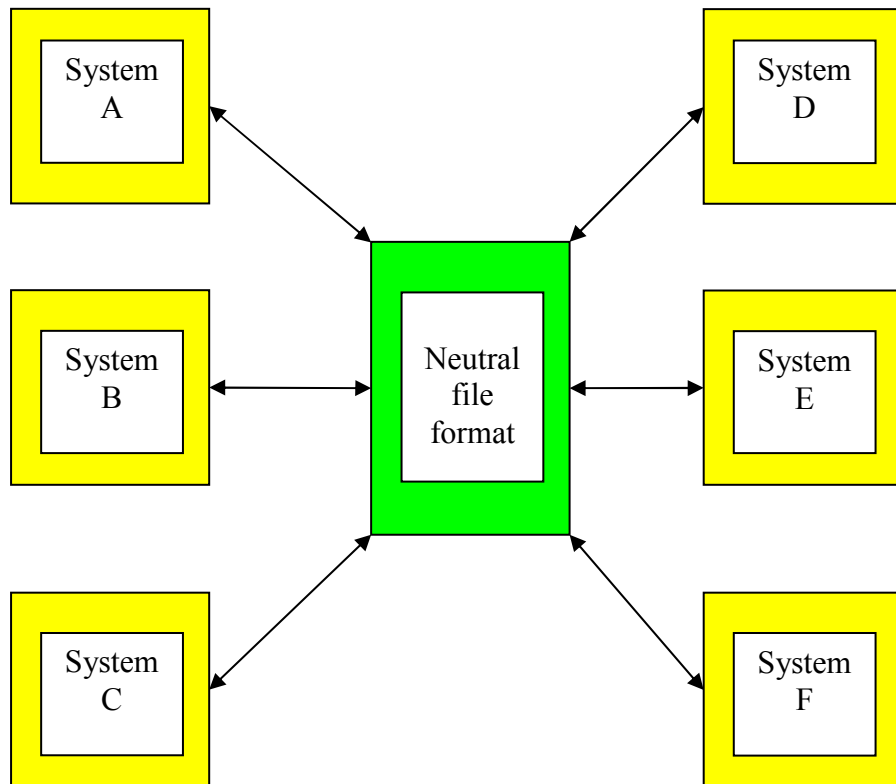 System
A
System
D
System
B
Neutral
file
format
System
E
System
C
System
F